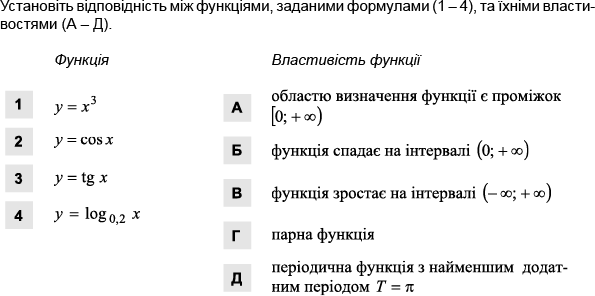 Установіть відповідність між функціями, заданими формулами (1 – 4), та їхніми власти-
востями (А – Д).
Функція
Властивість функції
1 y = x³
2 y = cos x
3 y = tg x
4 y = log₀,₂ x
А областю визначення функції є проміжок
[0; + ∞)
Б функція спадає на інтервалі (0; + ∞)
В функція зростає на інтервалі (– ∞; + ∞)
Г парна функція
Д періодична функція з найменшим додат-
ним періодом T = π